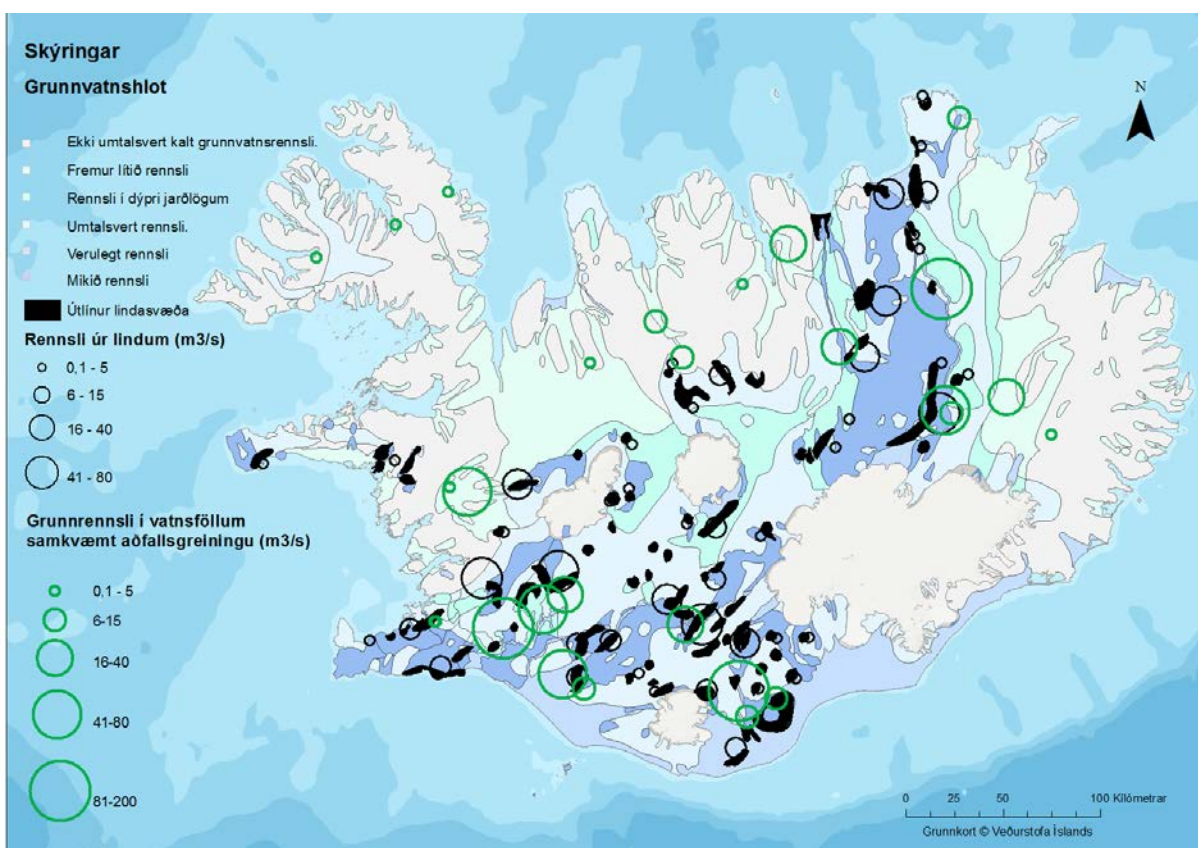 Skýringar
Grunnvatnshlot
Ekki umtalsvert kalt grunnvatnsrennsli.
Fremur lítið rennsli
Rennsli í dýpri jarðlögum
Umtalsvert rennsli.
Verulegt rennsli
Mikið rennsli
Útlínur lindasvæða
Rennsli úr lindum (m3/s)
0,1 - 5
6 - 15
16 - 40
41 - 80
Grunnrennsli í vatnsföllum
samkvæmt aðfallsgreiningu (m3/s)
0,1 - 5
6-15
16-40
41-80
81-200
N
0 25 50 100 Kílómetrar
Grunnkort © Veðurstofa Íslands